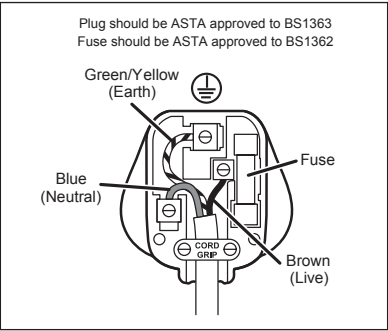 Plug should be ASTA approved to BS1363
Fuse should be ASTA approved to BS1362
Green/Yellow
(Earth)
Fuse
Blue
(Neutral)
CORD
GRIP
Brown
(Live)